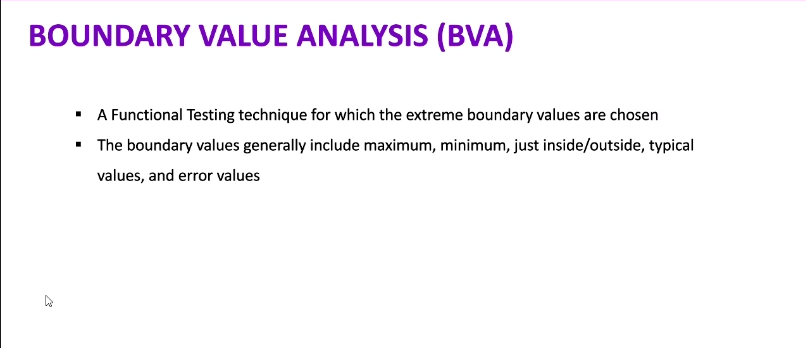 BOUNDARY VALUE ANALYSIS (BVA)
▪ A Functional Testing technique for which the extreme boundary values are chosen
▪ The boundary values generally include maximum, minimum, just inside/outside, typical
values, and error values